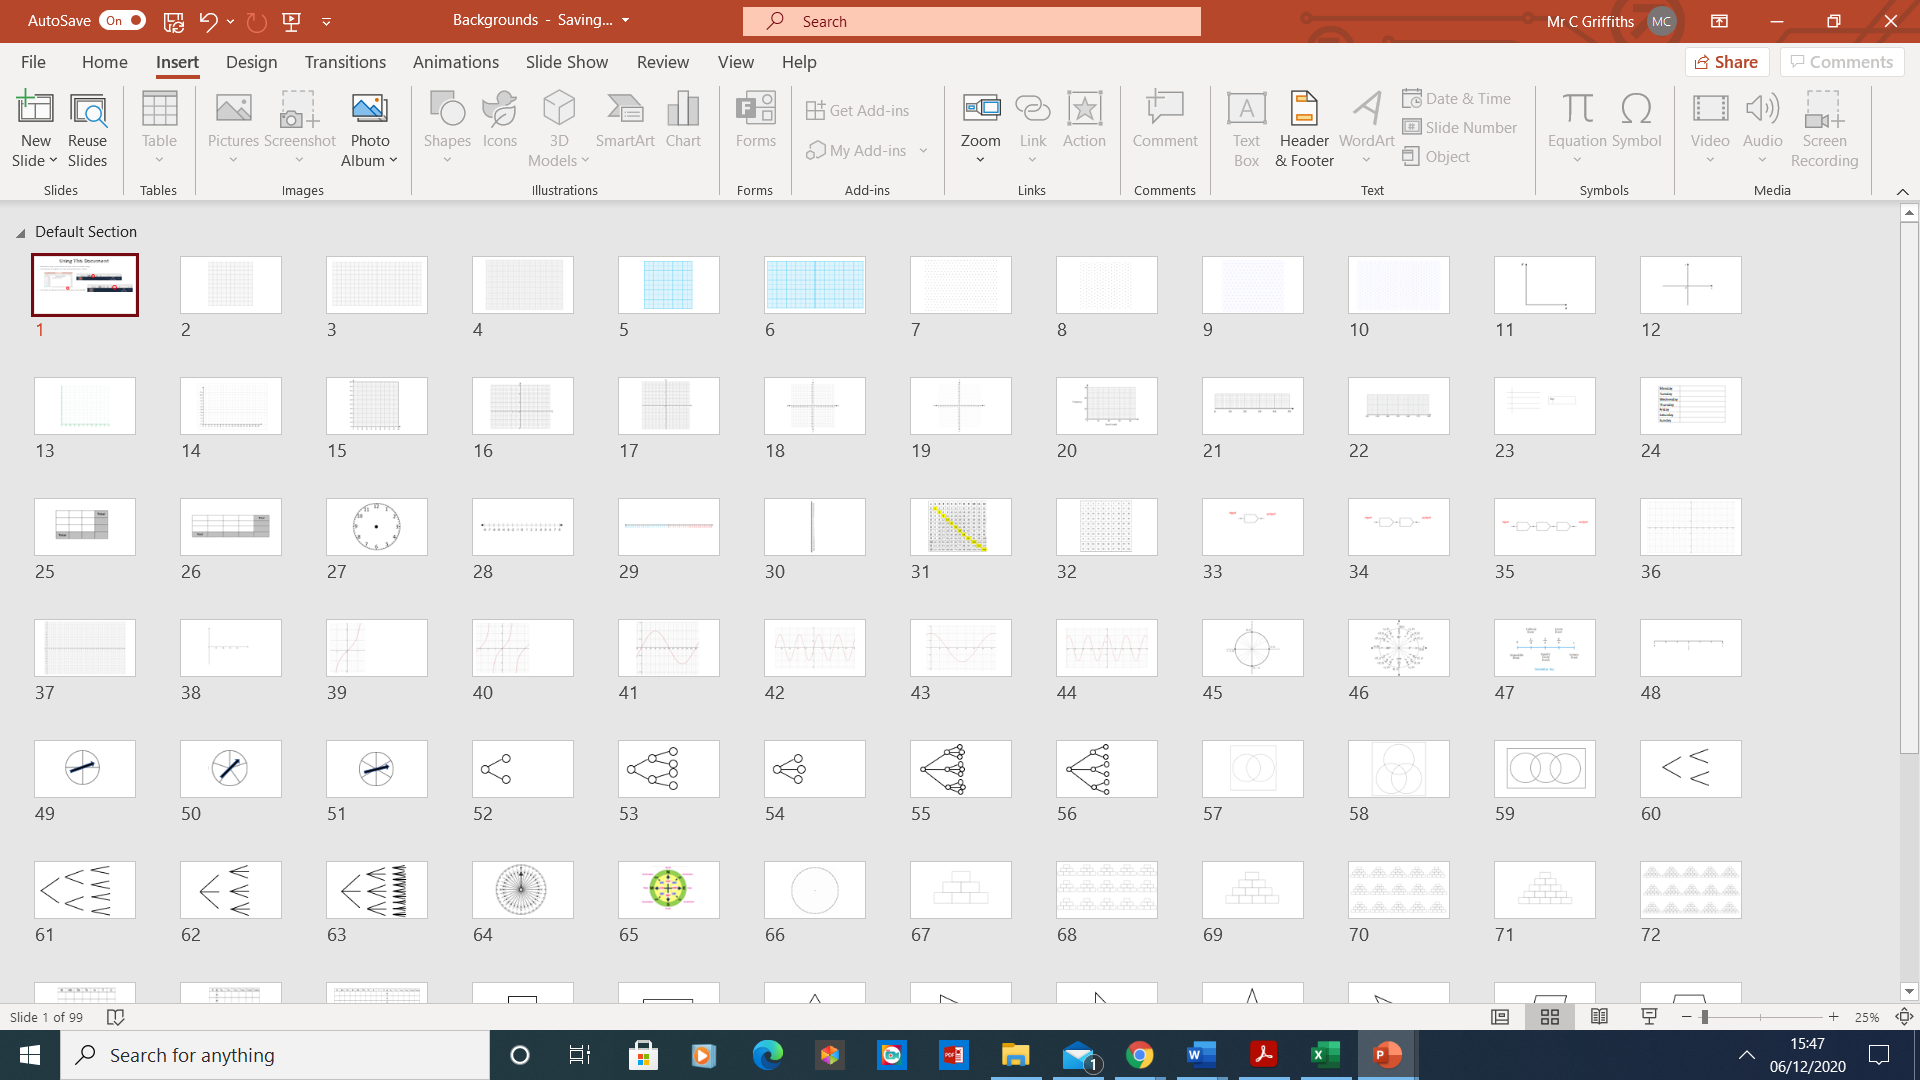 AutoSave On
Backgrounds - Saving...
Search
Mr C Griffiths MC
File Home Insert Design Transitions Animations Slide Show Review View Help
Share Comments
New Slide
Reuse Slides
Table
Pictures
Screenshot
Photo Album
Shapes
Icons
3D Models
SmartArt
Chart
Forms
Get Add-ins
My Add-ins
Zoom
Link
Action
Comment
Text Box
Header & Footer
WordArt
Date & Time
Slide Number
Object
Equation
Symbol
Video
Audio
Screen Recording
Slides Tables Images Illustrations Forms Add-ins Links Comments Text Symbols Media
Default Section
Using This Document
1 2 3 4 5 6 7 8 9 10 11 12
13 14 15 16 17 18 19 20 21 22 23 24
25 26 27 28 29 30 31 32 33 34 35 36
37 38 39 40 41 42 43 44 45 46 47 48
49 50 51 52 53 54 55 56 57 58 59 60
61 62 63 64 65 66 67 68 69 70 71 72
Slide 1 of 99
25%
Search for anything
1
15:47
06/12/2020